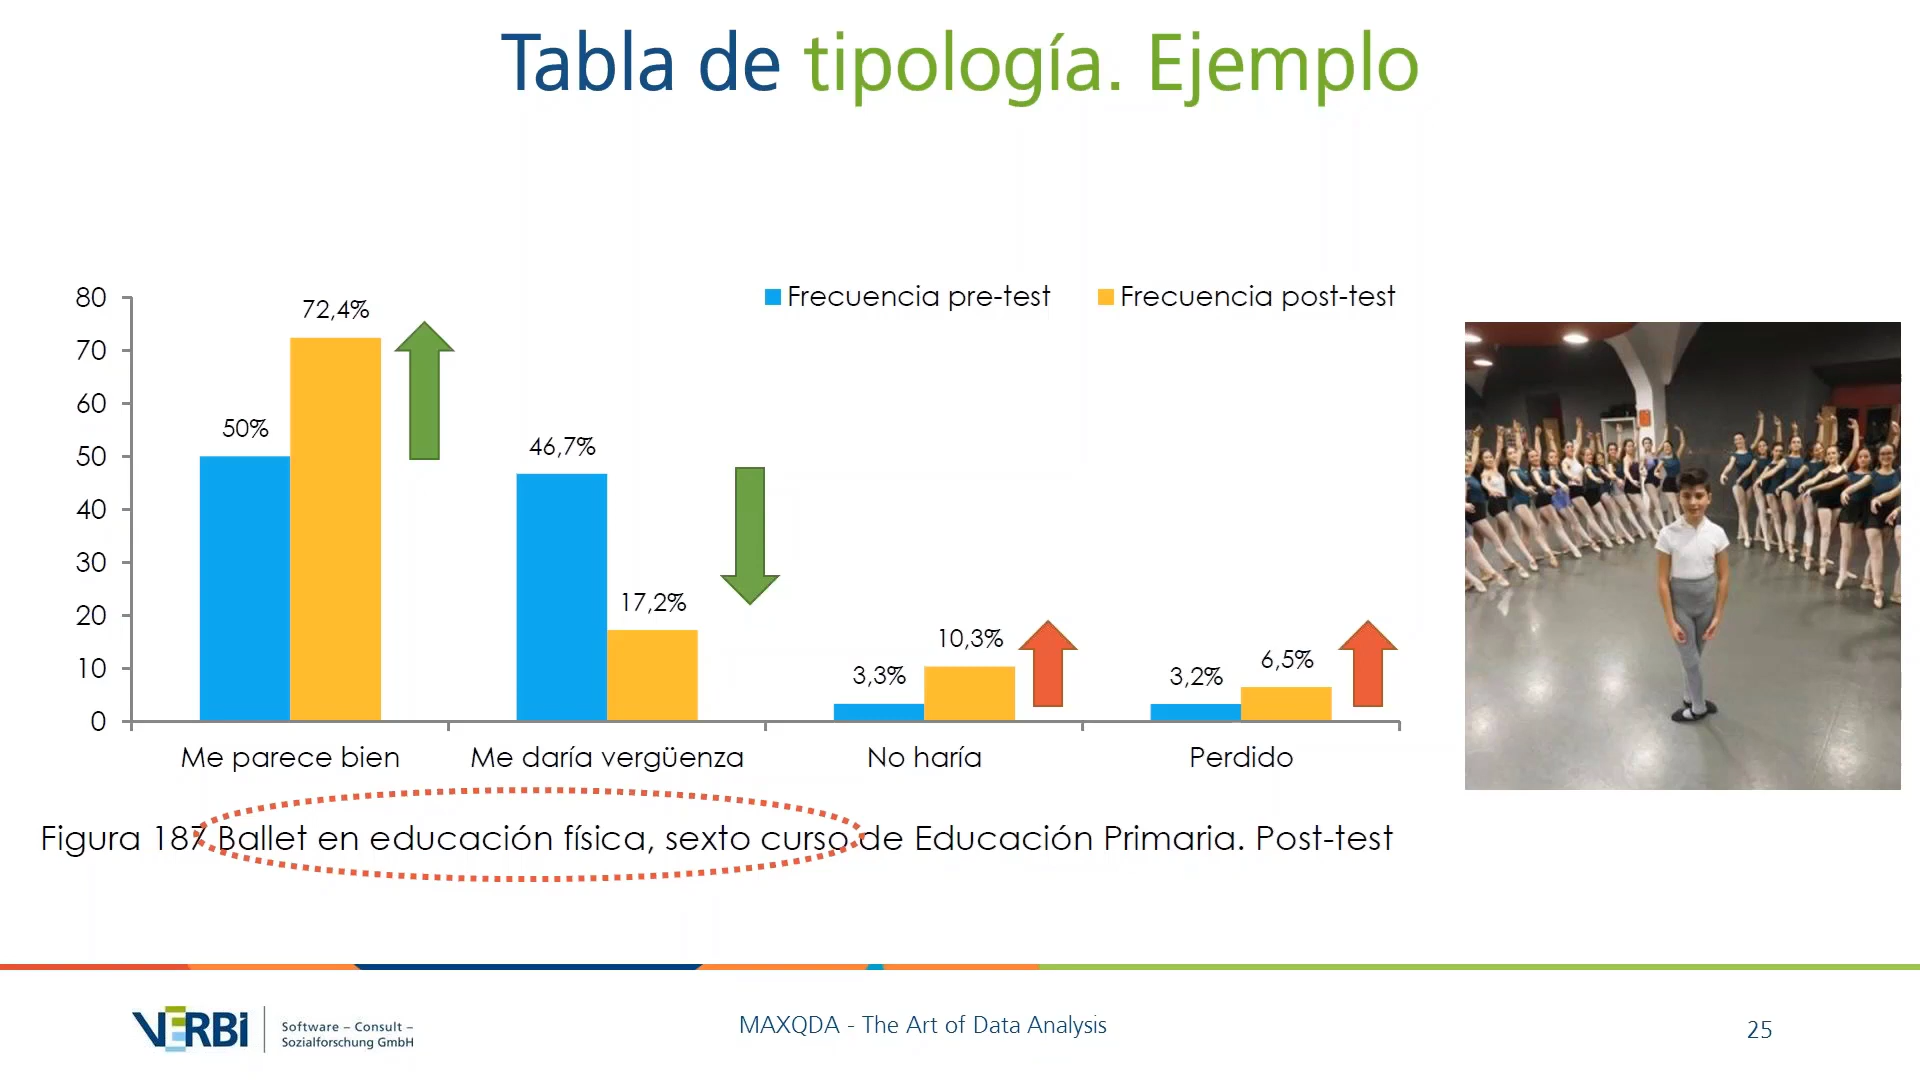 Tabla de tipología. Ejemplo
Frecuencia pre-test
Frecuencia post-test
80
70
60
50
40
30
20
10
0
50%
72,4%
46,7%
17,2%
3,3%
10,3%
3,2%
6,5%
Me parece bien
Me daría vergüenza
No haría
Perdido
Figura 187 Ballet en educación física, sexto curso de Educación Primaria. Post-test
VERBI
Software – Consult –
Sozialforschung GmbH
MAXQDA - The Art of Data Analysis
25